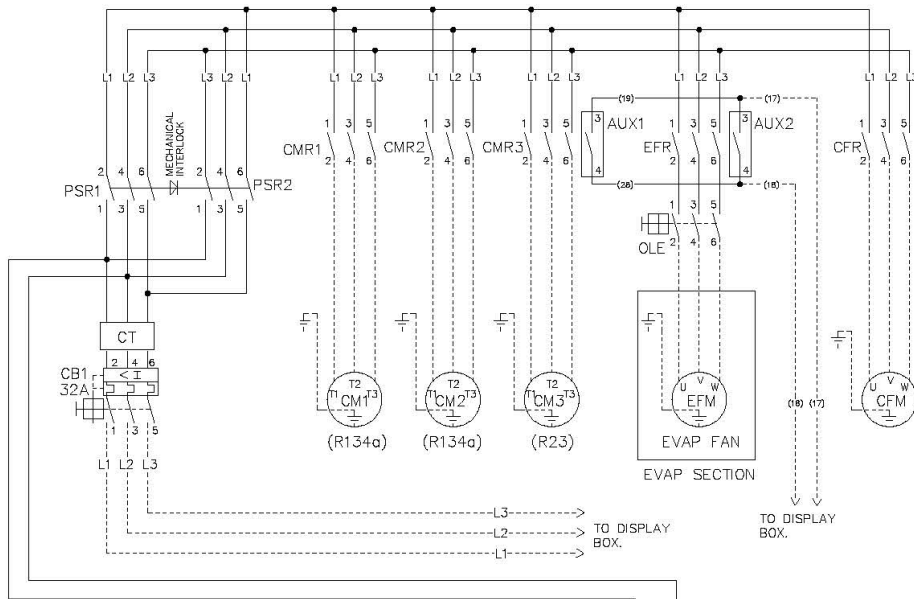 L1 L2 L3 L3 L2 L1 L1 L2 L3 L1 L2 L3 L1 L2 L3 L1 L2 L3 L1 L2 L3
(19) (17)
1 3 5 1 3 5 1 3 5 3 AUX1 1 3 5 3 AUX2 1 3 5
CMR1 CMR2 CMR3 EFR CFR
2 4 6 2 4 6 2 4 6 4 2 4 6 4 2 4 6
MECHANICAL
INTERLOCK
2 4 6 2 4 6
PSR1 PSR2
(28) (18)
1 3 5 1 3 5
1 3 5
OLE 2 4 6
CT
2 4 6
CB1 < I
32A
1 3 5
T1 T2 T3 T1 T2 T3 T1 T2 T3 U V W U V W
CM1 CM2 CM3 EFM CFM
(R134a) (R134a) (R23) EVAP FAN
(18) (17)
L1 L2 L3
EVAP SECTION
L3
L2
L1
TO DISPLAY
BOX.
TO DISPLAY
BOX.